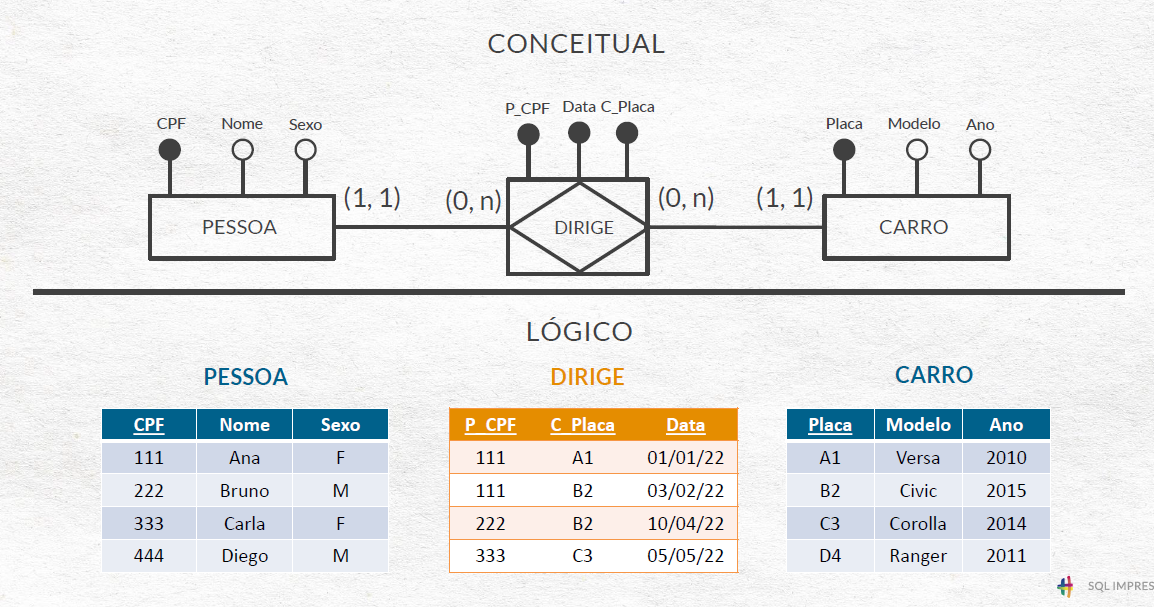 CONCEITUAL
P_CPF Data C_Placa
CPF Nome Sexo
Placa Modelo Ano
(1, 1) (0, n) (0, n) (1, 1)
PESSOA DIRIGE CARRO
LÓGICO
PESSOA
CPF Nome Sexo
111 Ana F
222 Bruno M
333 Carla F
444 Diego M
DIRIGE
P_CPF C_Placa Data
111 A1 01/01/22
111 B2 03/02/22
222 B2 10/04/22
333 C3 05/05/22
CARRO
Placa Modelo Ano
A1 Versa 2010
B2 Civic 2015
C3 Corolla 2014
D4 Ranger 2011
SQL IMPRES